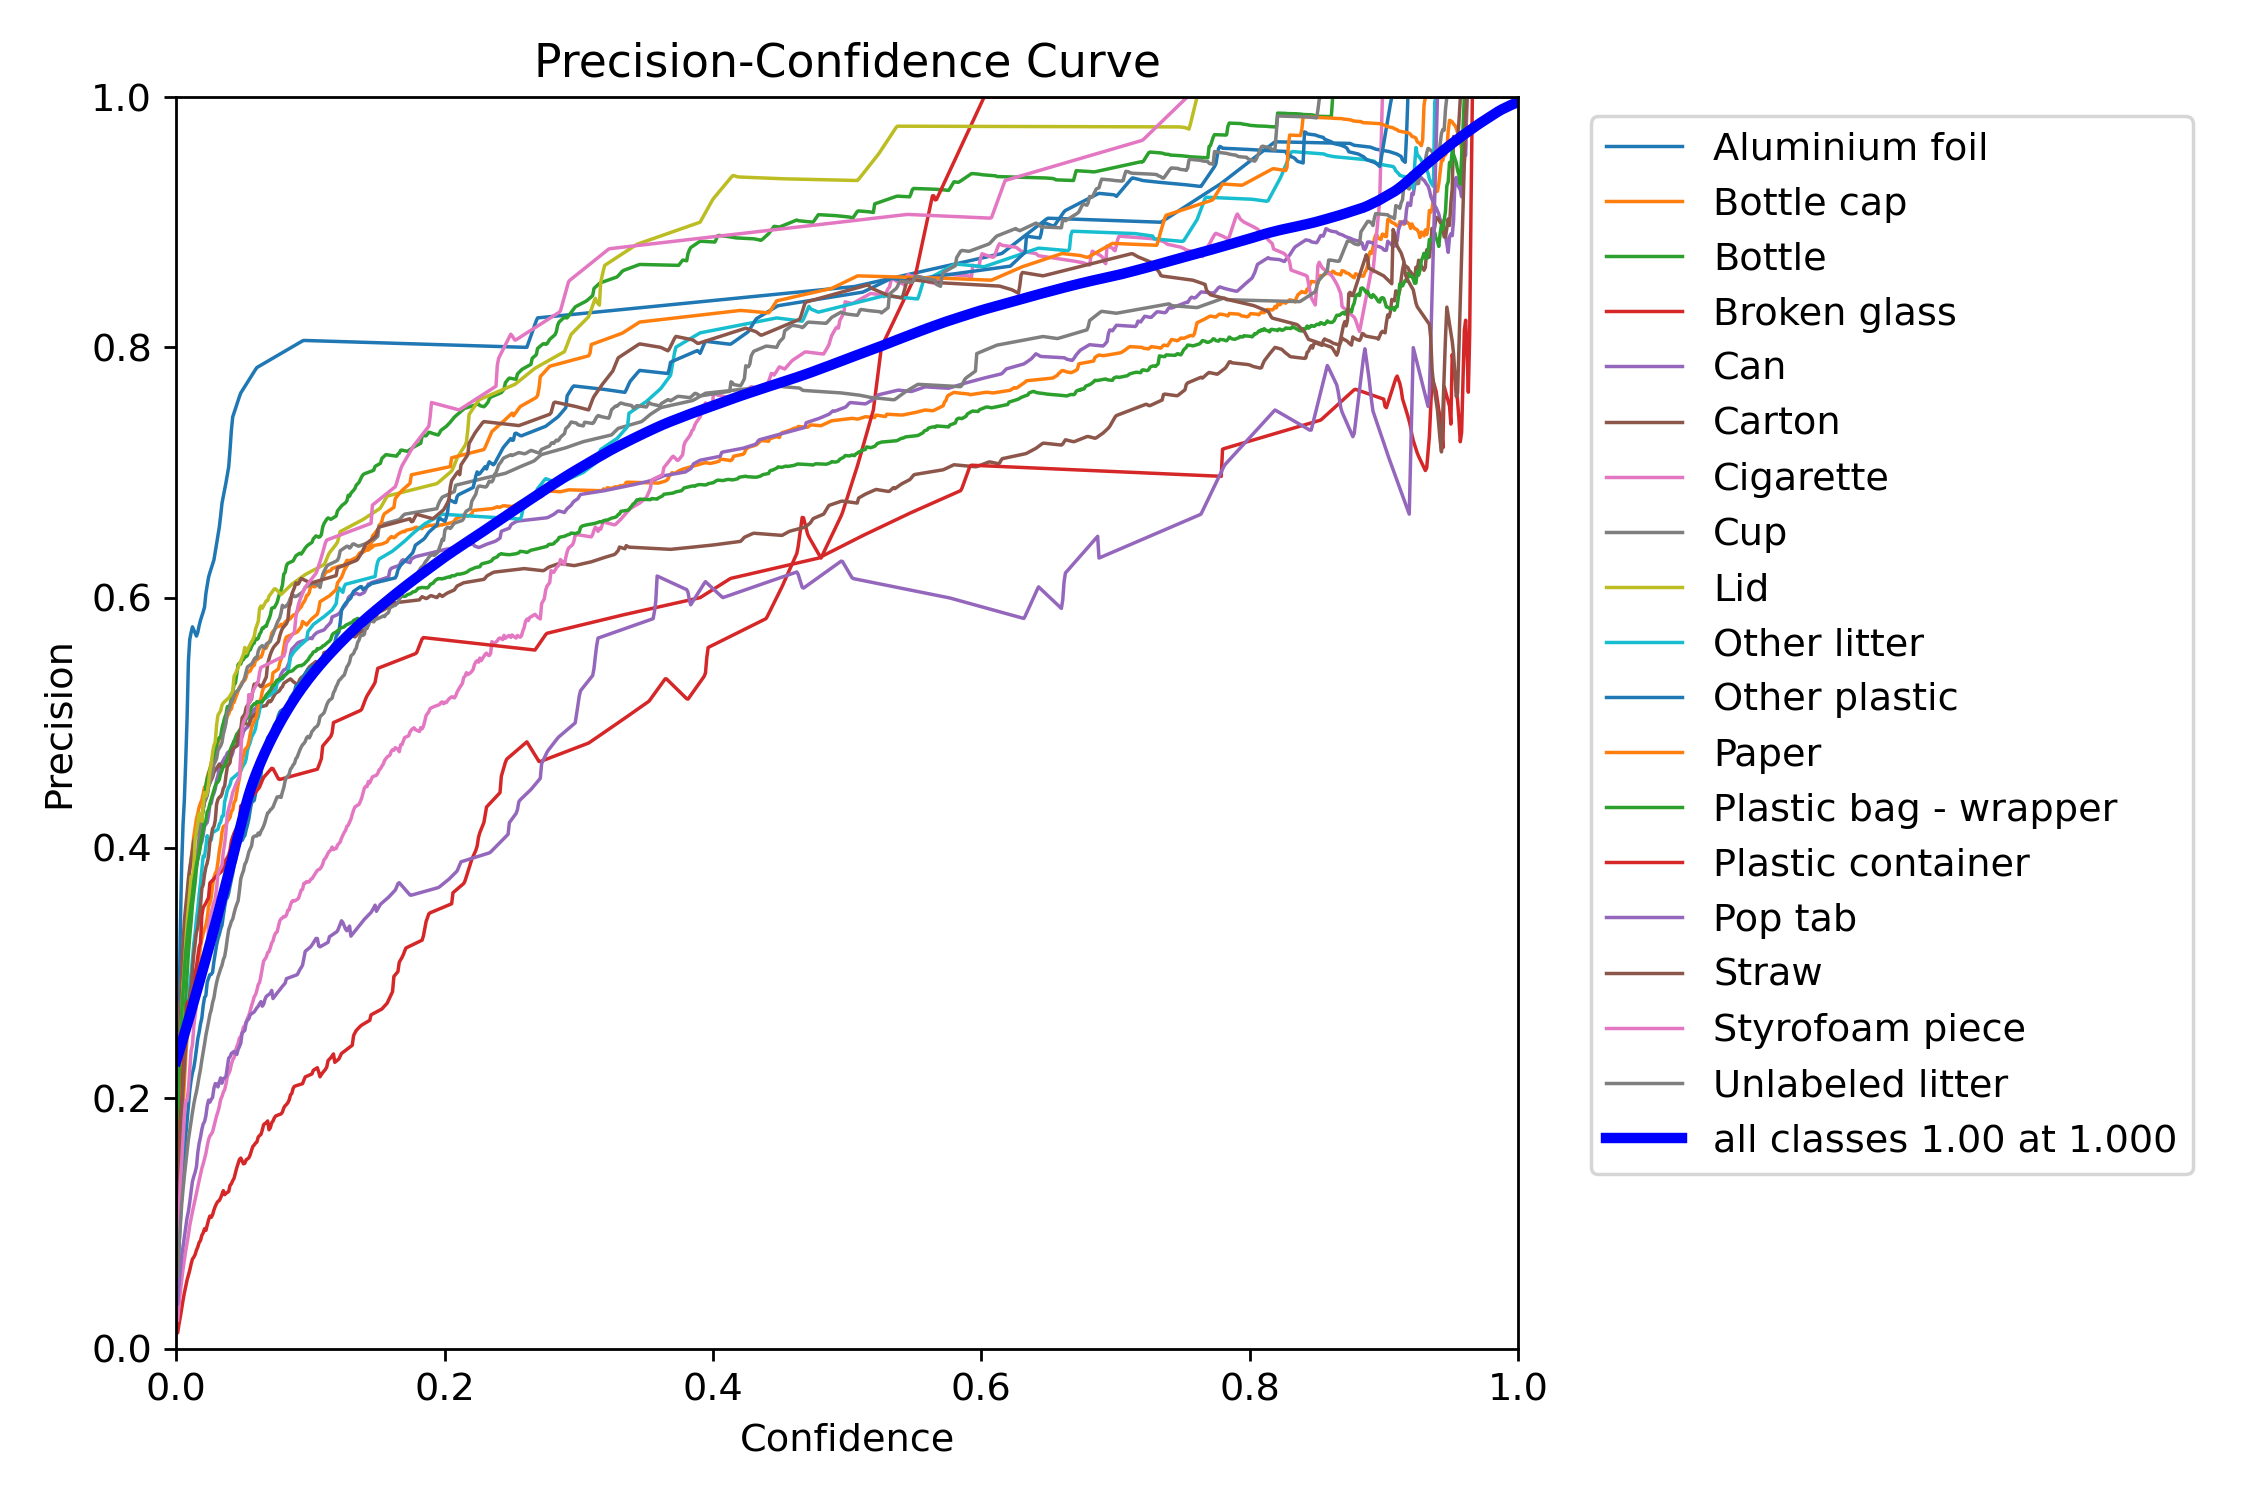 Precision-Confidence Curve
1.0
0.8
0.6
0.4
0.2
0.0
Precision
0.0 0.2 0.4 0.6 0.8 1.0
Confidence
Aluminium foil
Bottle cap
Bottle
Broken glass
Can
Carton
Cigarette
Cup
Lid
Other litter
Other plastic
Paper
Plastic bag - wrapper
Plastic container
Pop tab
Straw
Styrofoam piece
Unlabeled litter
all classes 1.00 at 1.000